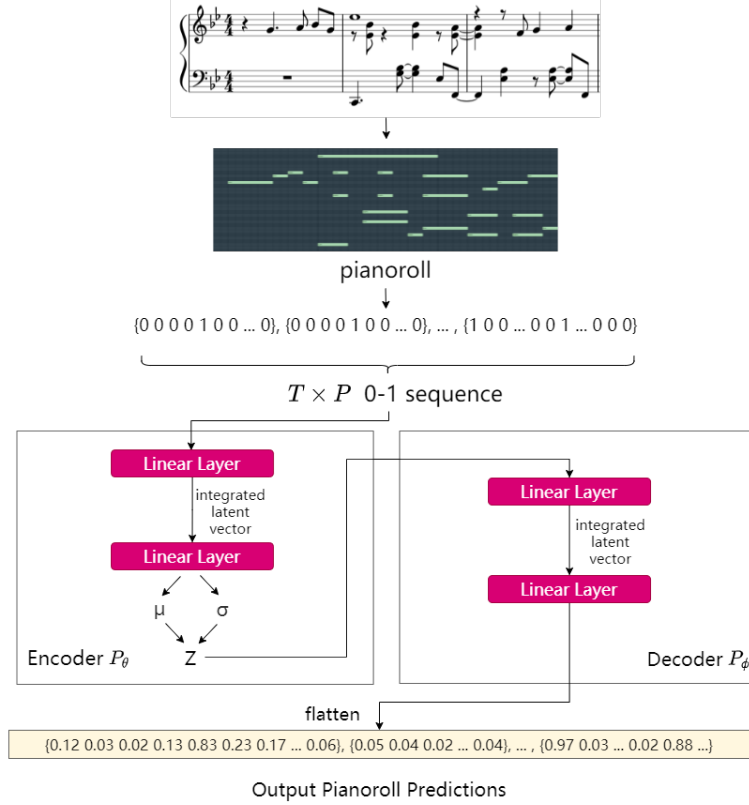 pianoroll
{0 0 0 0 1 0 0 ... 0}, {0 0 0 0 1 0 0 ... 0}, ... , {1 0 0 ... 0 0 1 ... 0 0 0}
T × P 0-1 sequence
Linear Layer
integrated
latent
vector
Linear Layer
μ σ
Z
Encoder P_θ
Linear Layer
integrated
latent
vector
Linear Layer
Decoder P_ϕ
flatten
{0.12 0.03 0.02 0.13 0.83 0.23 0.17 ... 0.06}, {0.05 0.04 0.02 ... 0.04}, ... , {0.97 0.03 ... 0.02 0.88 ...}
Output Pianoroll Predictions